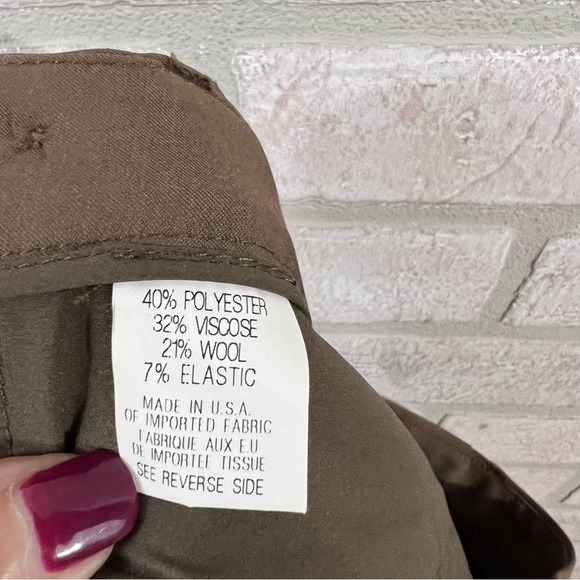 40% POLYESTER
32% VISCOSE
21% WOOL
7% ELASTIC
MADE IN U.S.A.
OF IMPORTED FABRIC
FABRIQUE AUX E.U
DE IMPORTEE TISSUE
SEE REVERSE SIDE